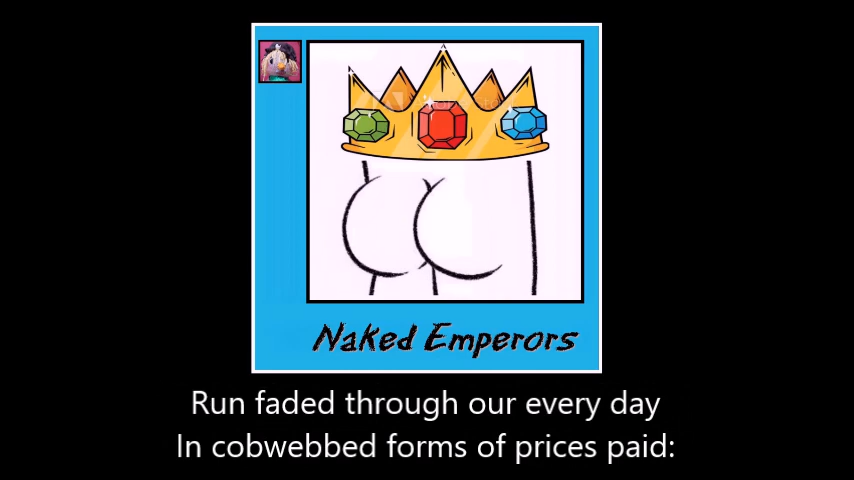 Naked Emperors
Run faded through our every day
In cobwebbed forms of prices paid: